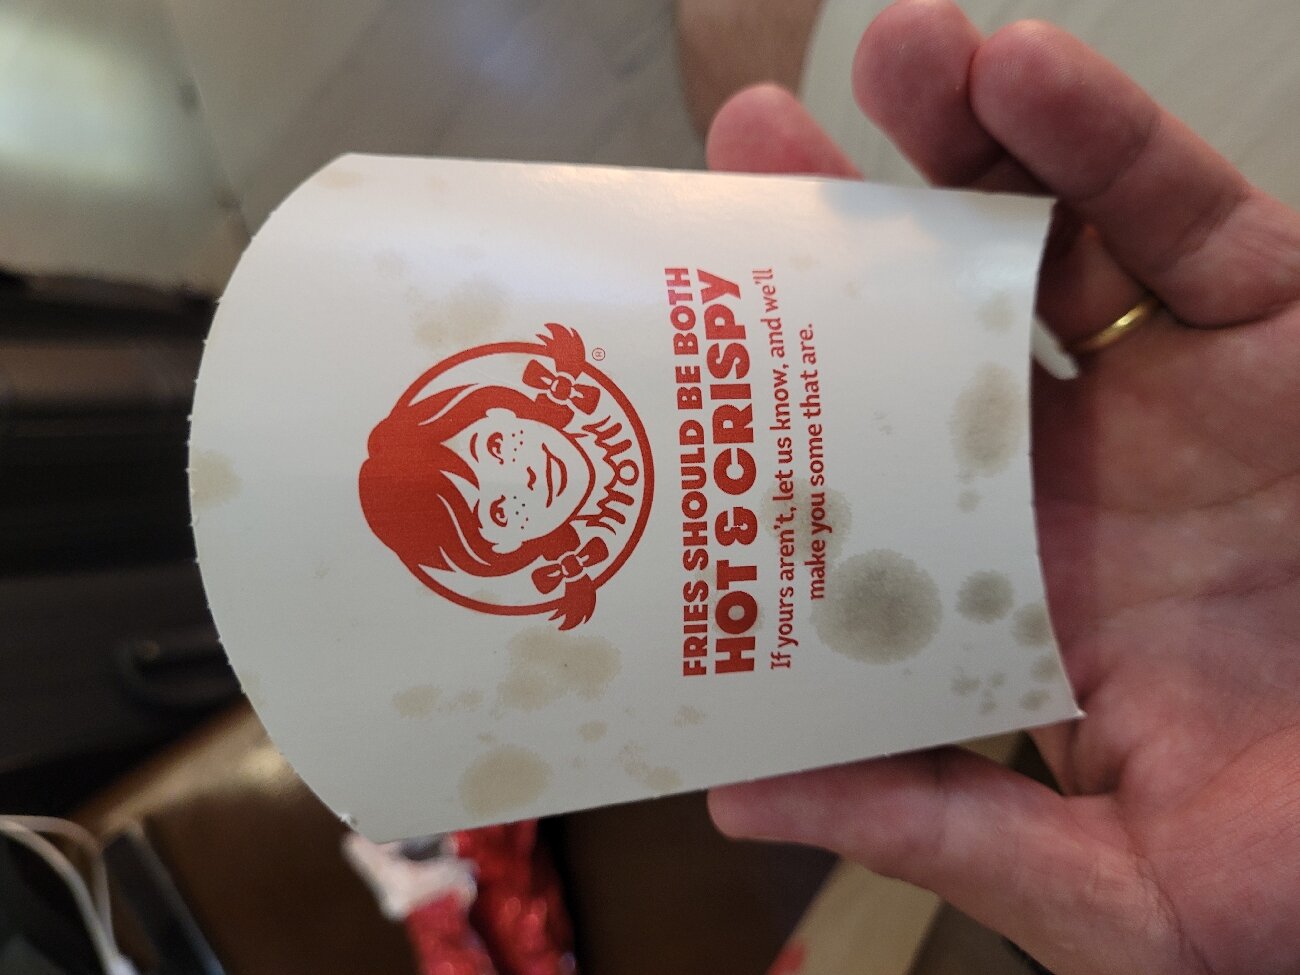 ®
FRIES SHOULD BE BOTH
HOT & CRISPY
If yours aren't, let us know, and we'll
make you some that are.